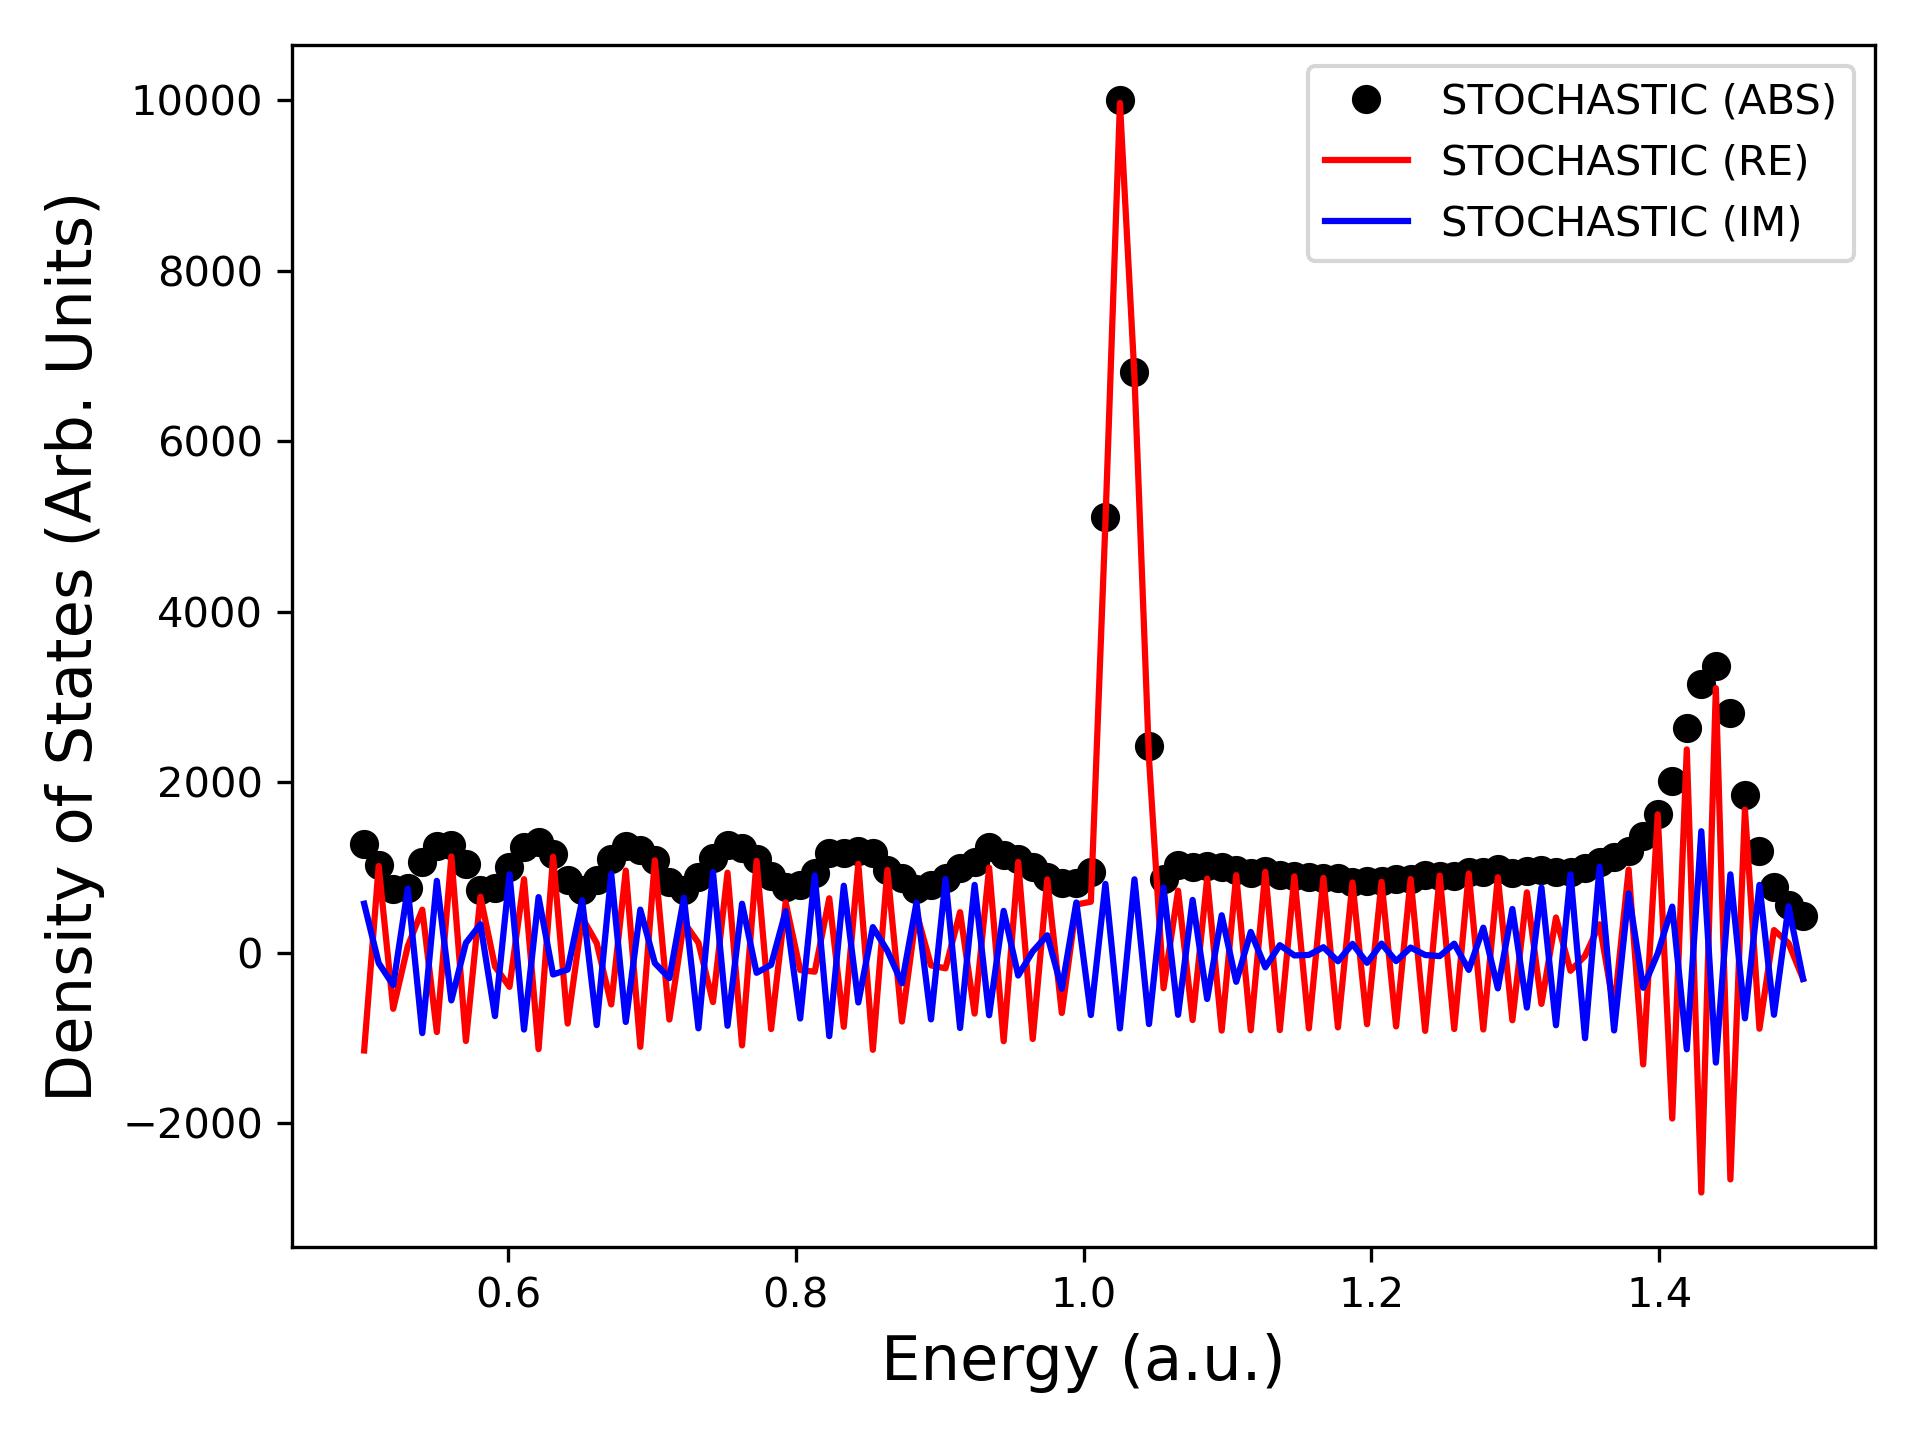 10000
8000
6000
4000
2000
0
−2000
Density of States (Arb. Units)
STOCHASTIC (ABS)
STOCHASTIC (RE)
STOCHASTIC (IM)
0.6 0.8 1.0 1.2 1.4
Energy (a.u.)